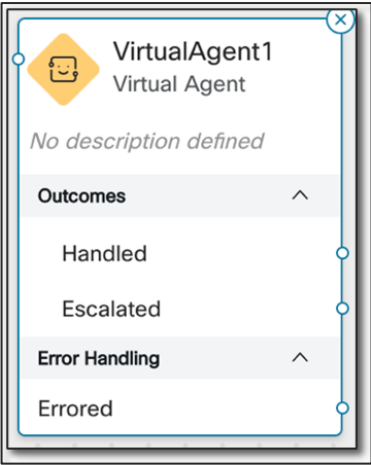 VirtualAgent1
Virtual Agent
No description defined
Outcomes
Handled
Escalated
Error Handling
Errored